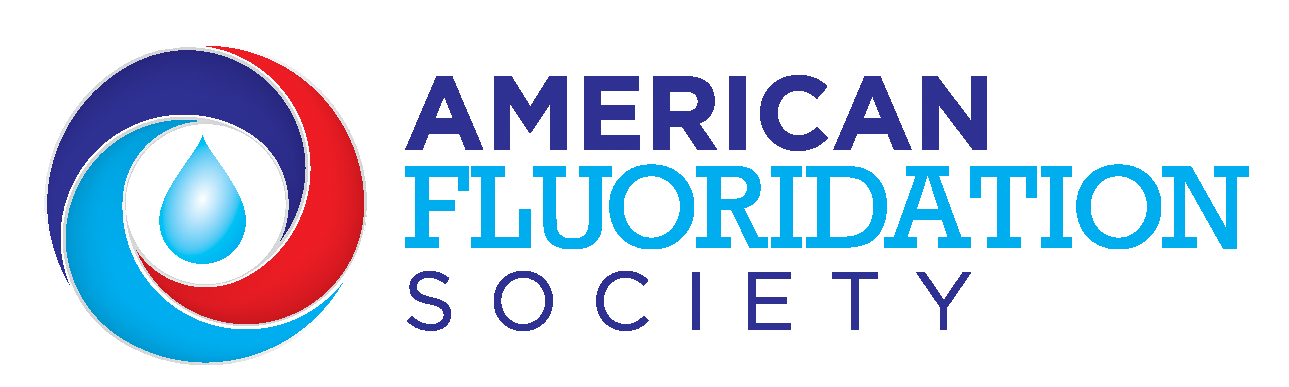 AMERICAN
FLUORIDATION
SOCIETY